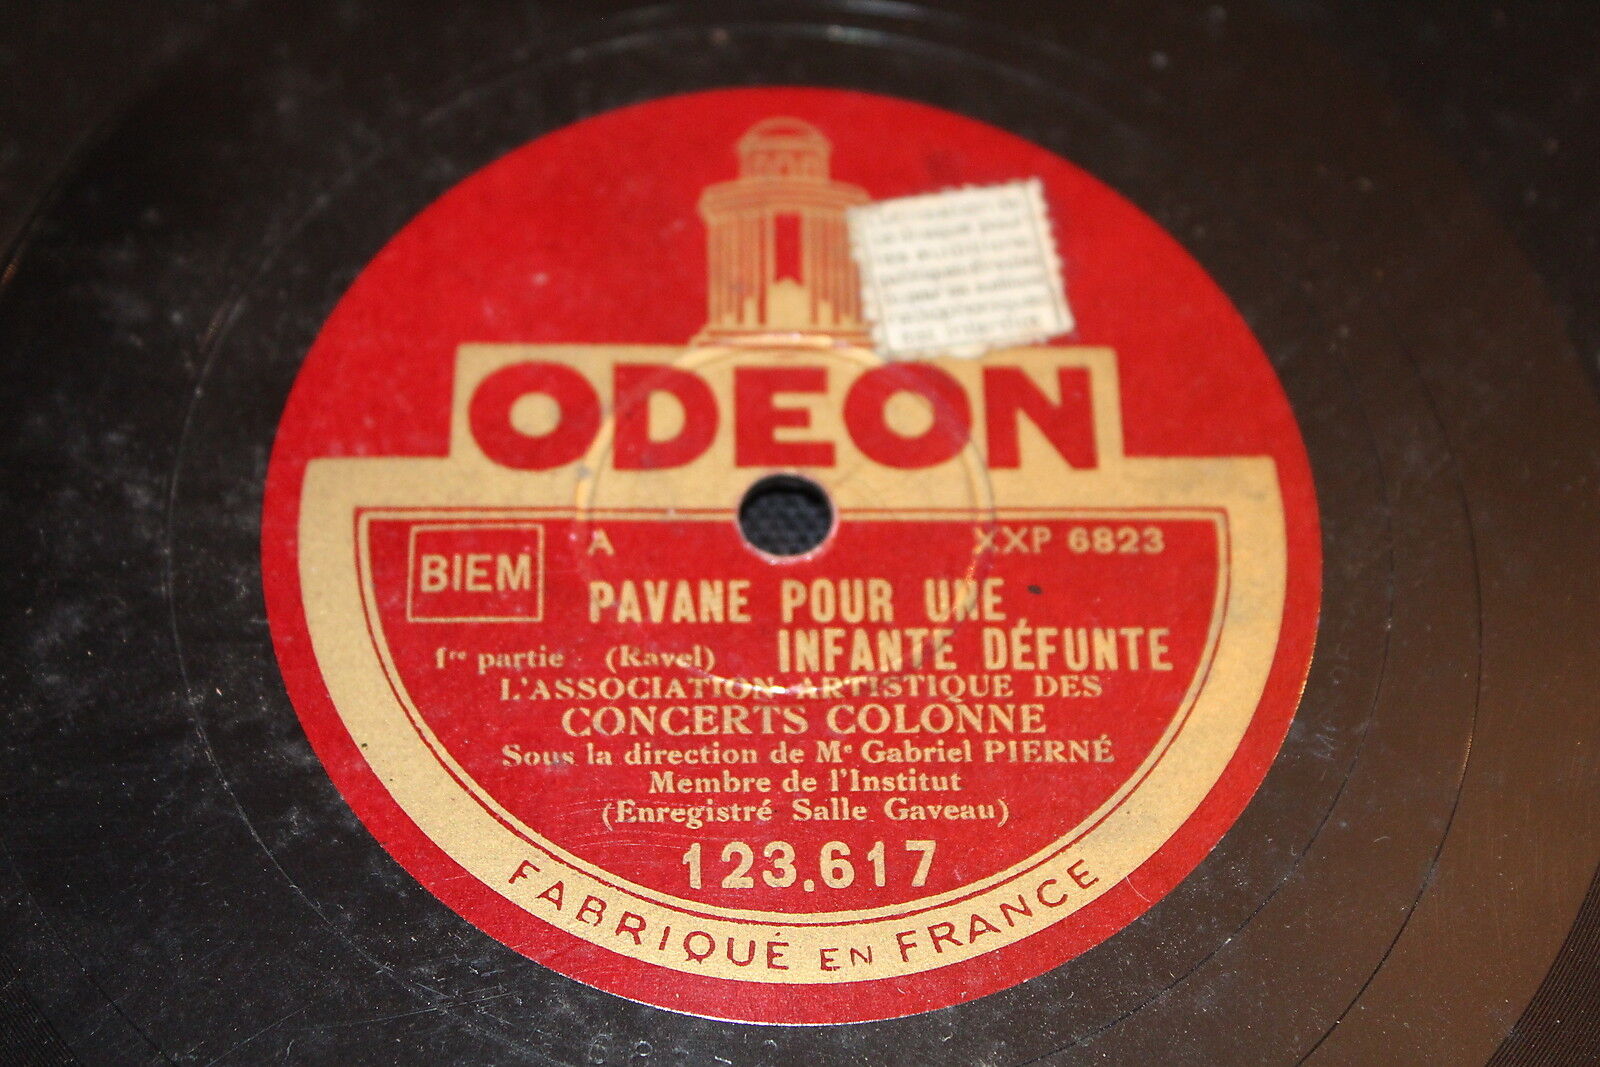 ODEON
BIEM
A
XXP 6823
PAVANE POUR UNE
INFANTE DÉFUNTE
1re partie (Ravel)
L'ASSOCIATION ARTISTIQUE DES
CONCERTS COLONNE
Sous la direction de Me Gabriel PIERNÉ
Membre de l'Institut
(Enregistré Salle Gaveau)
123.617
FABRIQUÉ EN FRANCE